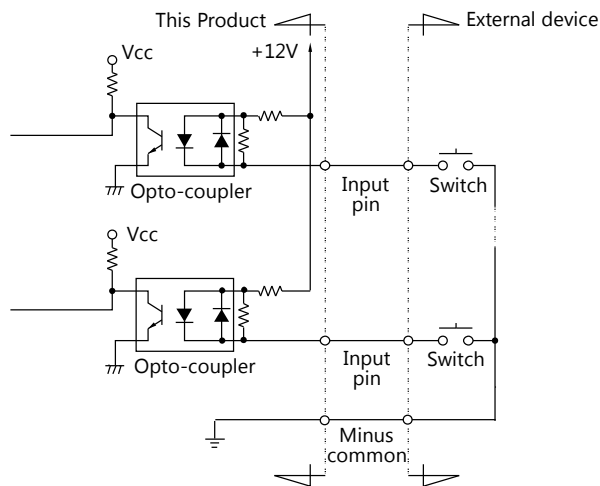 This Product
External device
Vcc
+12V
Opto-coupler
Input
pin
Switch
Vcc
Opto-coupler
Input
pin
Switch
Minus
common